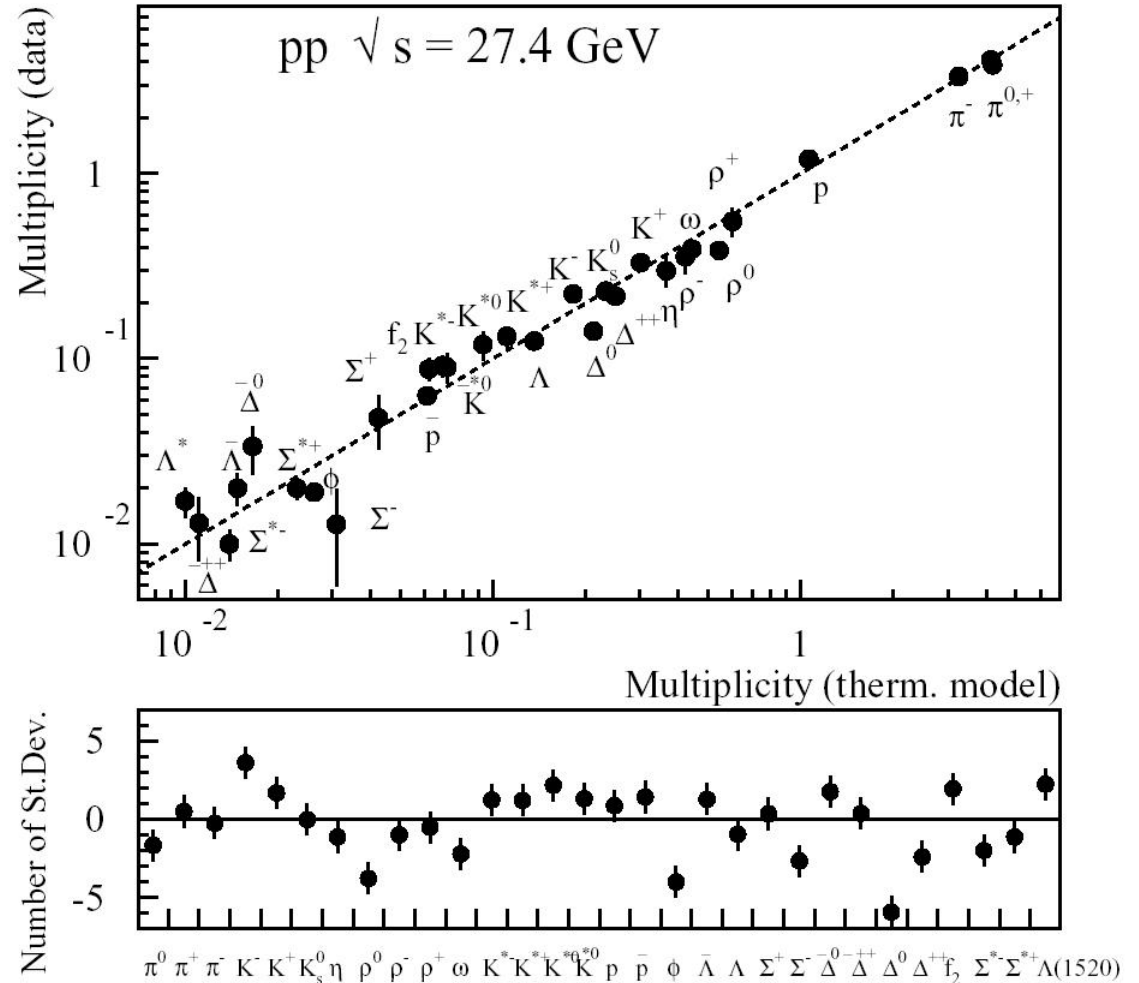 pp √ s = 27.4 GeV
Multiplicity (data)
1
10⁻¹
10⁻²
π⁻ π⁰,⁺
p
ρ⁺
K⁺ ω
K⁻ K⁰ₛ
η ρ⁻ ρ⁰
Δ⁰ Δ⁺⁺
f₂ K*⁻ K*⁰ K*⁺
Λ
K̄*⁰
p̄
Σ⁺
Δ̄⁰
Λ* Λ̄ Σ*⁺ φ
Σ*⁻ Σ⁻
Δ̄⁺⁺
10⁻² 10⁻¹ 1
Multiplicity (therm. model)
Number of St.Dev.
5
0
-5
π⁰ π⁺ π⁻ K⁻ K⁺ K⁰ₛ η ρ⁰ ρ⁻ ρ⁺ ω K*⁻ K*⁺ K*⁰ K̄*⁰ p p̄ φ Λ̄ Λ Σ⁺ Σ⁻ Δ̄⁰ Δ̄⁺⁺ Δ⁰ Δ⁺⁺ f₂ Σ*⁻ Σ*⁺ Λ(1520)